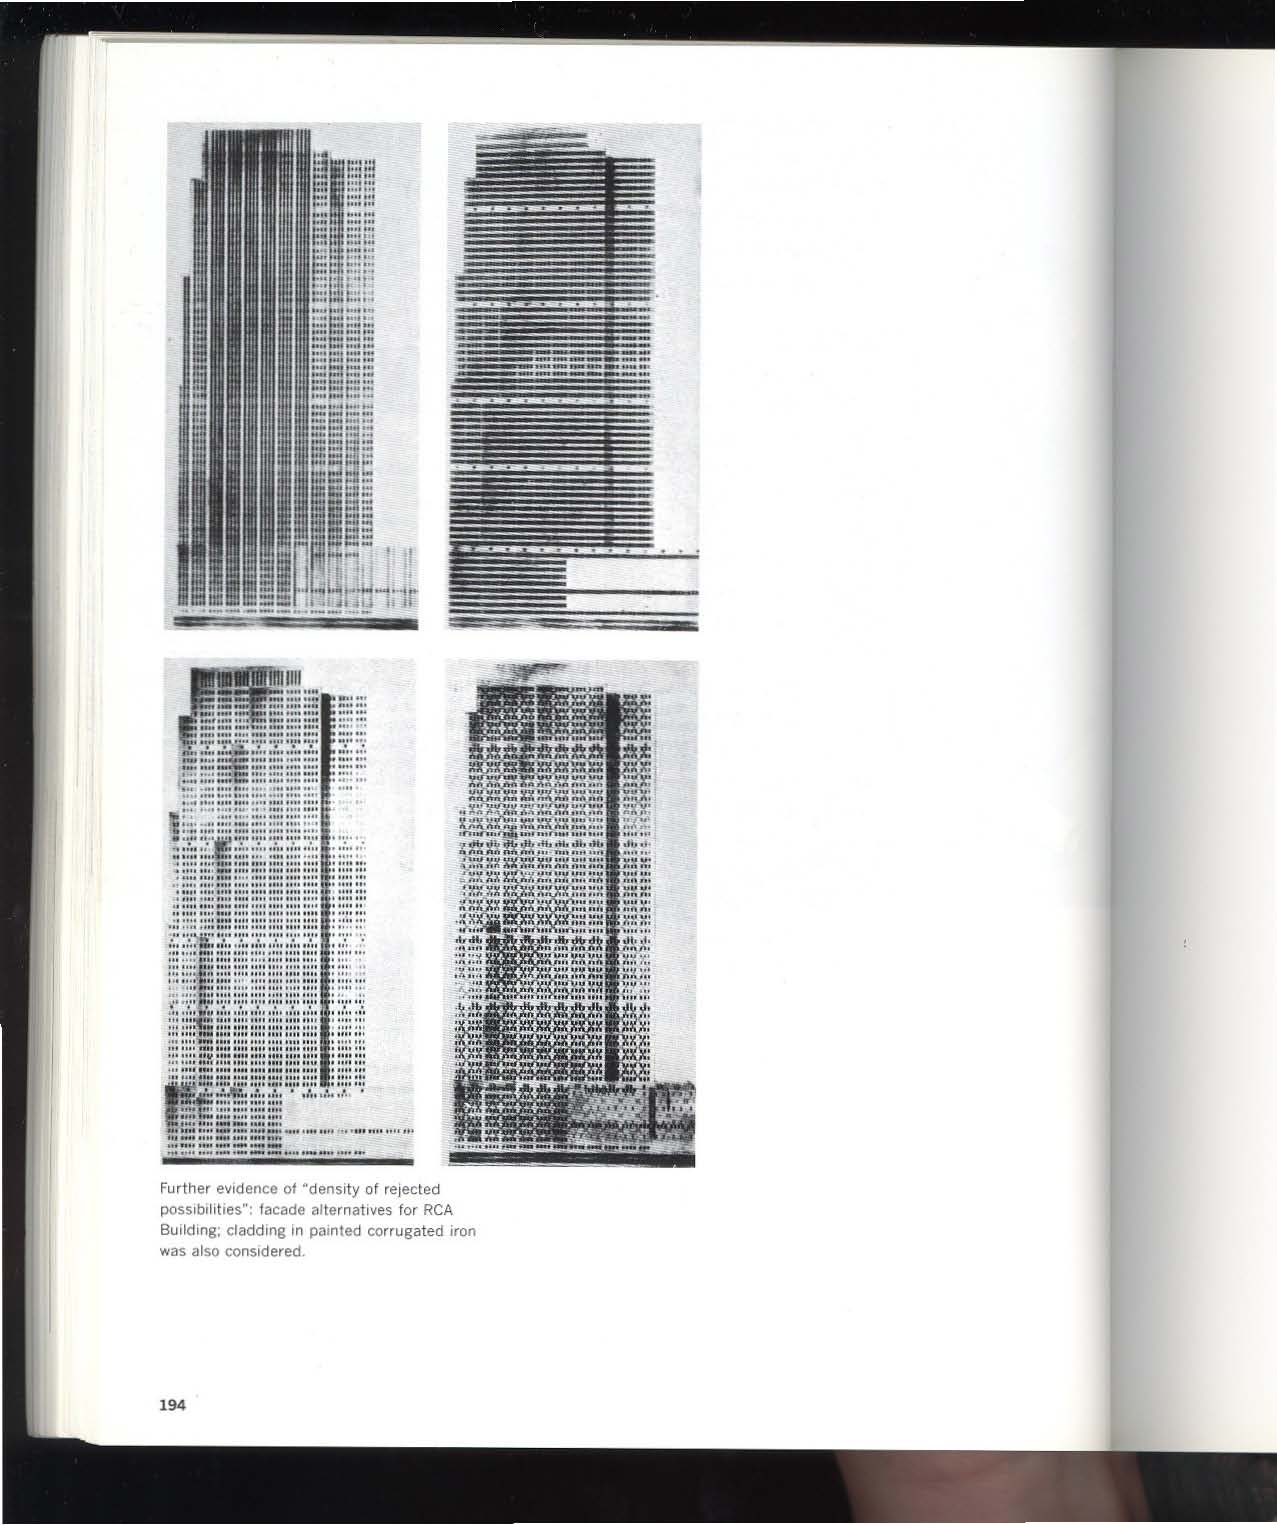 Further evidence of "density of rejected
possibilities": facade alternatives for RCA
Building; cladding in painted corrugated iron
was also considered.
194